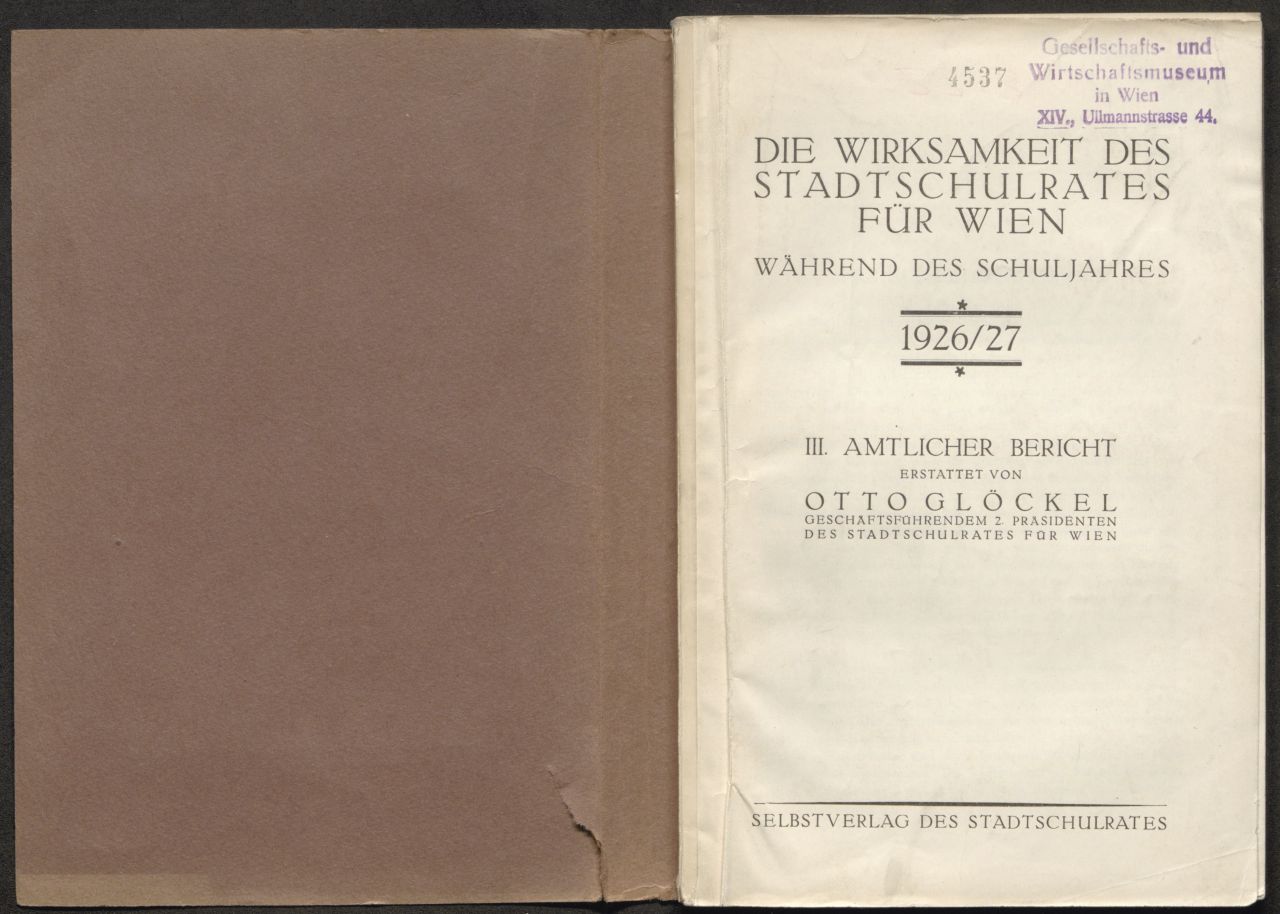 Gesellschafts- und
4537 Wirtschaftsmuseum
in Wien
XIV., Ullmannstrasse 44.
DIE WIRKSAMKEIT DES
STADTSCHULRATES
FÜR WIEN
WÄHREND DES SCHULJAHRES
1926/27
III. AMTLICHER BERICHT
ERSTATTET VON
OTTO GLÖCKEL
GESCHÄFTSFÜHRENDEM 2. PRÄSIDENTEN
DES STADTSCHULRATES FÜR WIEN
SELBSTVERLAG DES STADTSCHULRATES